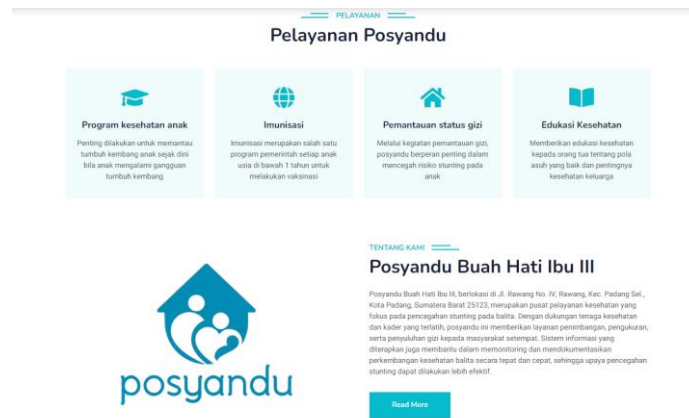 PELAYANAN
Pelayanan Posyandu
Program kesehatan anak
Penting dilakukan untuk memantau
tumbuh kembang anak sejak dini
bila anak mengalami gangguan
tumbuh kembang
Imunisasi
Imunisasi merupakan salah satu
program pemerintah setiap anak
usia di bawah 1 tahun untuk
melakukan vaksinasi
Pemantauan status gizi
Melalui kegiatan pemantauan gizi,
posyandu berperan penting dalam
mencegah risiko stunting pada
anak
Edukasi Kesehatan
Memberikan edukasi kesehatan
kepada orang tua tentang pola
asuh yang baik dan pentingnya
kesehatan keluarga
posyandu
TENTANG KAMI
Posyandu Buah Hati Ibu III
Posyandu Buah Hati Ibu III, berlokasi di Jl. Rawang No. IV, Rawang, Kec. Padang Sel.,
Kota Padang, Sumatera Barat 25123, merupakan pusat pelayanan kesehatan yang
fokus pada pencegahan stunting pada balita. Dengan dukungan tenaga kesehatan
dan kader yang terlatih, posyandu ini memberikan layanan penimbangan, pengukuran,
serta penyuluhan gizi kepada masyarakat setempat. Sistem informasi yang
diterapkan juga membantu dalam memonitoring dan mendokumentasikan
perkembangan kesehatan balita secara tepat dan cepat, sehingga upaya pencegahan
stunting dapat dilakukan lebih efektif.
Read More